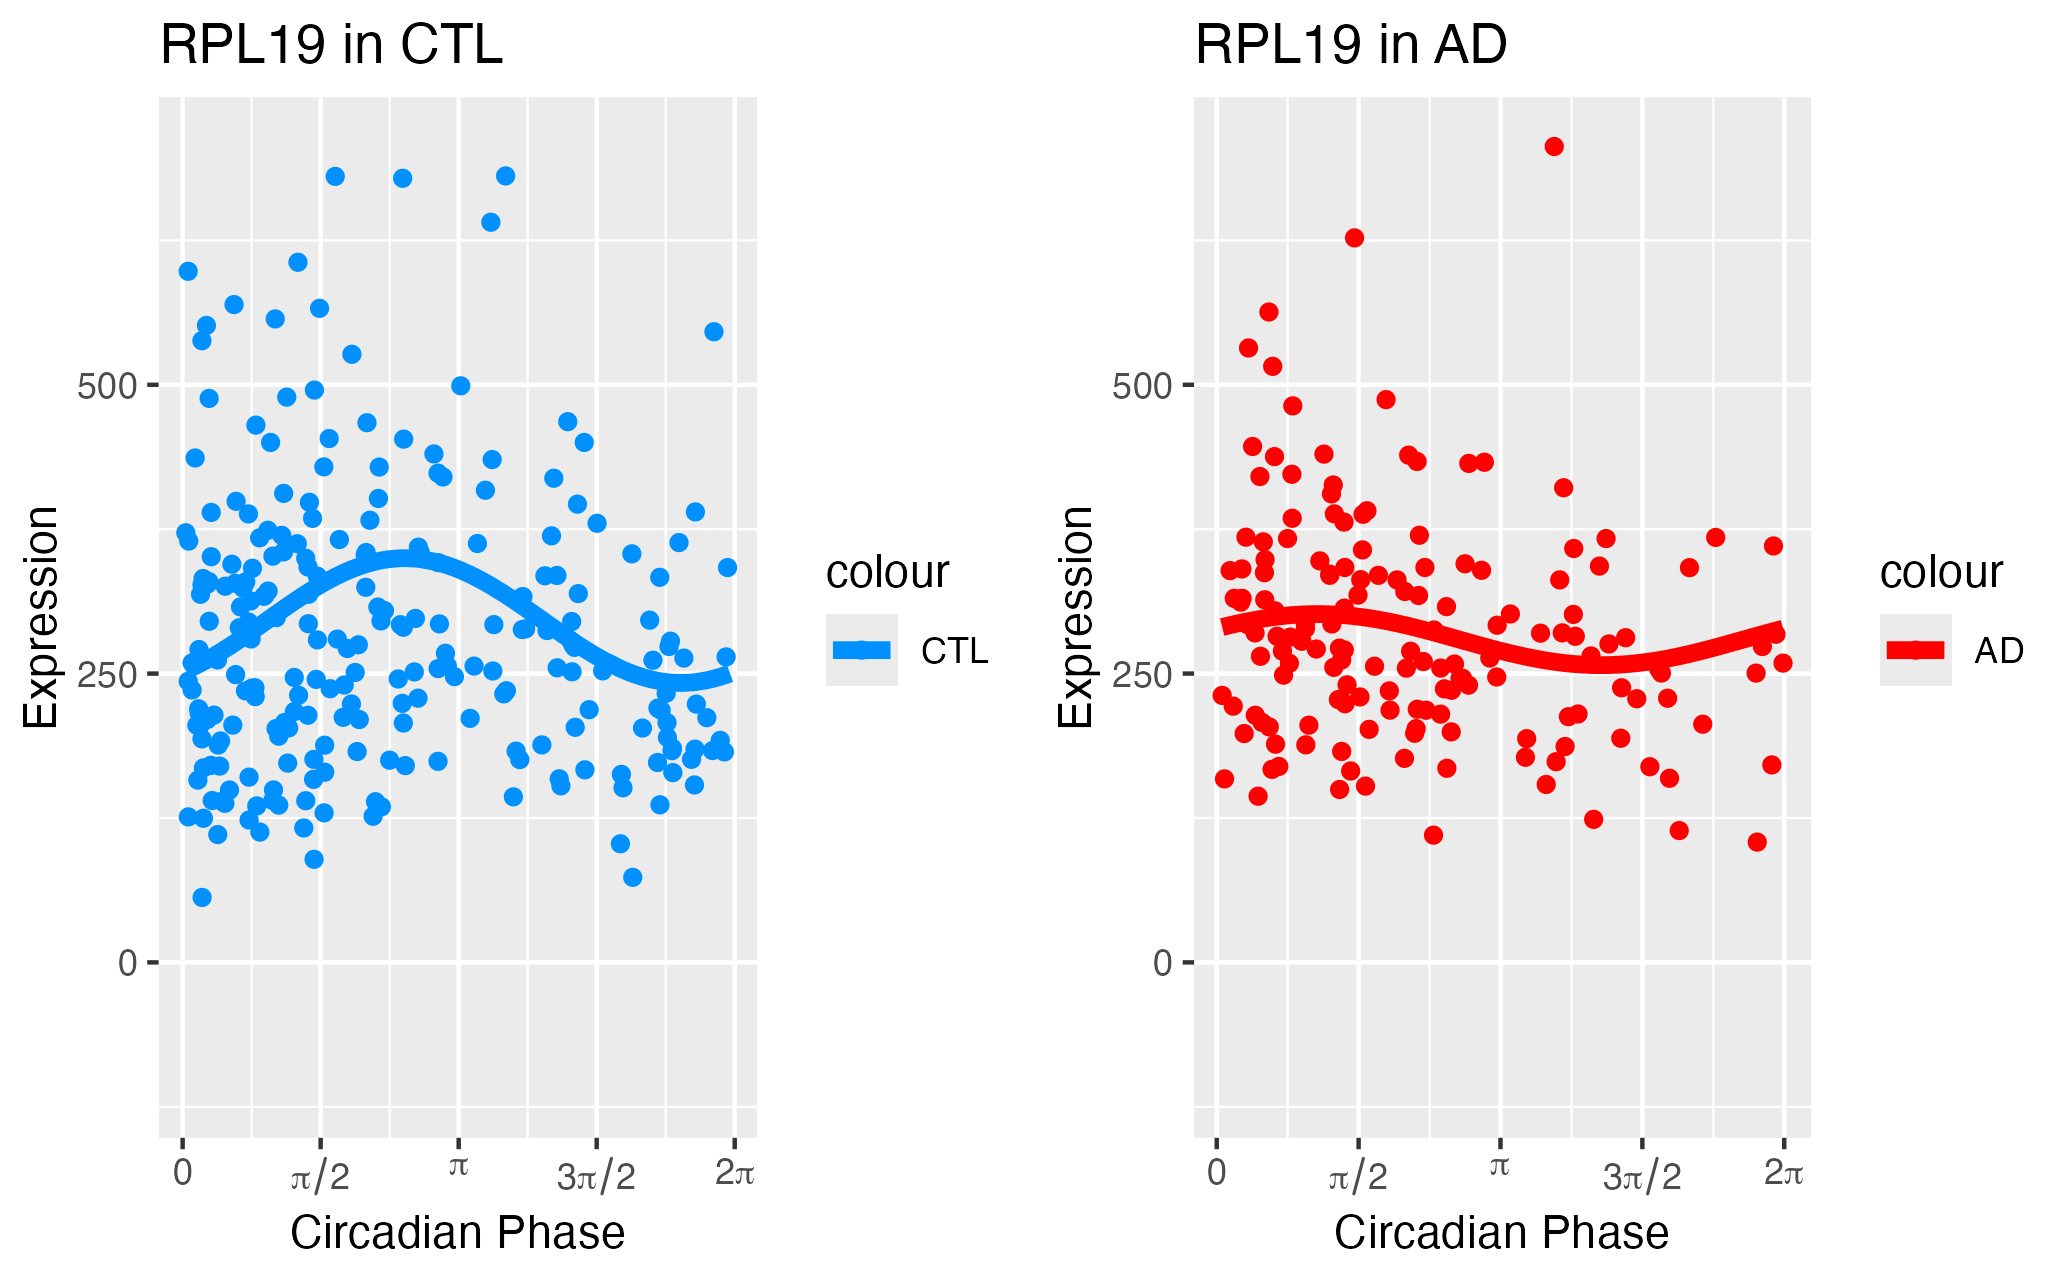 RPL19 in CTL
Expression
500
250
0
0
π/2
π
3π/2
2π
Circadian Phase
colour
CTL
RPL19 in AD
Expression
500
250
0
0
π/2
π
3π/2
2π
Circadian Phase
colour
AD